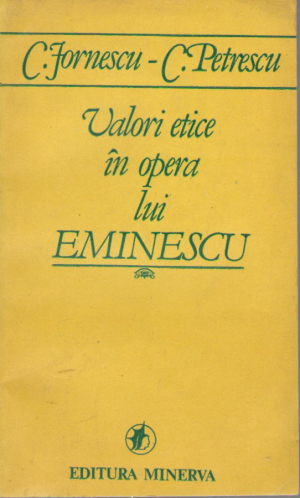 C. Jornescu - C. Petrescu
Valori etice
în opera
lui
EMINESCU
EDITURA MINERVA